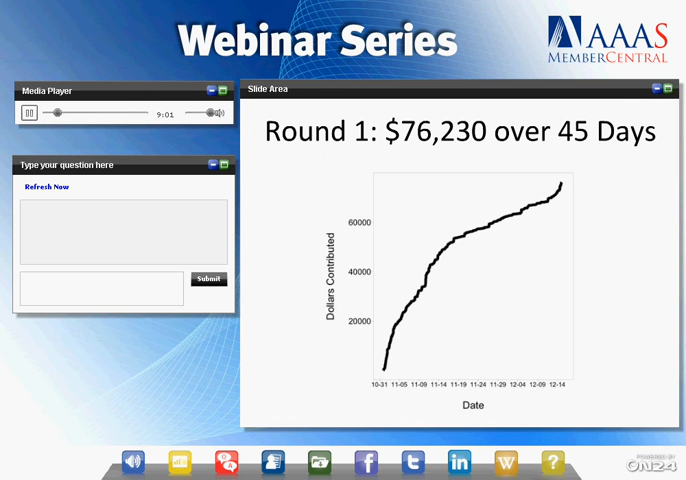 Webinar Series
AAAS
MEMBERCENTRAL
Media Player
9:01
Type your question here
Refresh Now
Submit
Slide Area
Round 1: $76,230 over 45 Days
Dollars Contributed
60000
40000
20000
10-31 11-05 11-09 11-14 11-19 11-24 11-29 12-04 12-09 12-14
Date
Q
A
f
t
in
W
?
POWERED BY
ON24